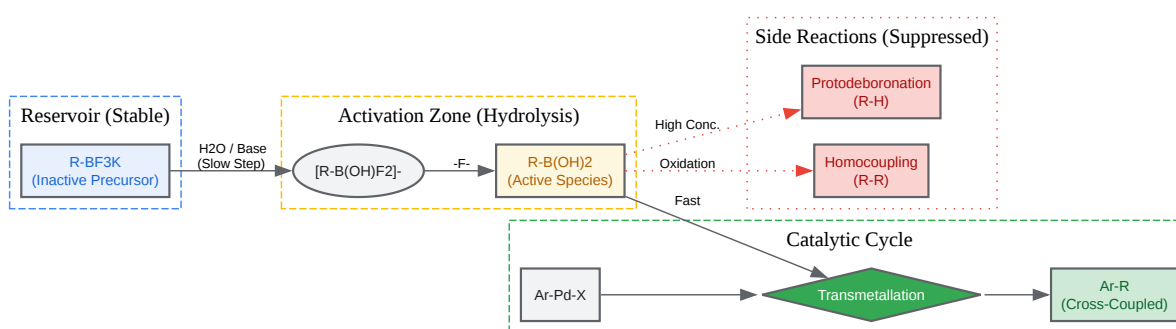 Side Reactions (Suppressed)
Protodeboronation
(R-H)
Reservoir (Stable)
Activation Zone (Hydrolysis)
High Conc.
R-BF3K
(Inactive Precursor)
H2O / Base
(Slow Step)
[R-B(OH)F2]-
-F-
R-B(OH)2
(Active Species)
Oxidation
Homocoupling
(R-R)
Fast
Catalytic Cycle
Ar-Pd-X
Transmetallation
Ar-R
(Cross-Coupled)